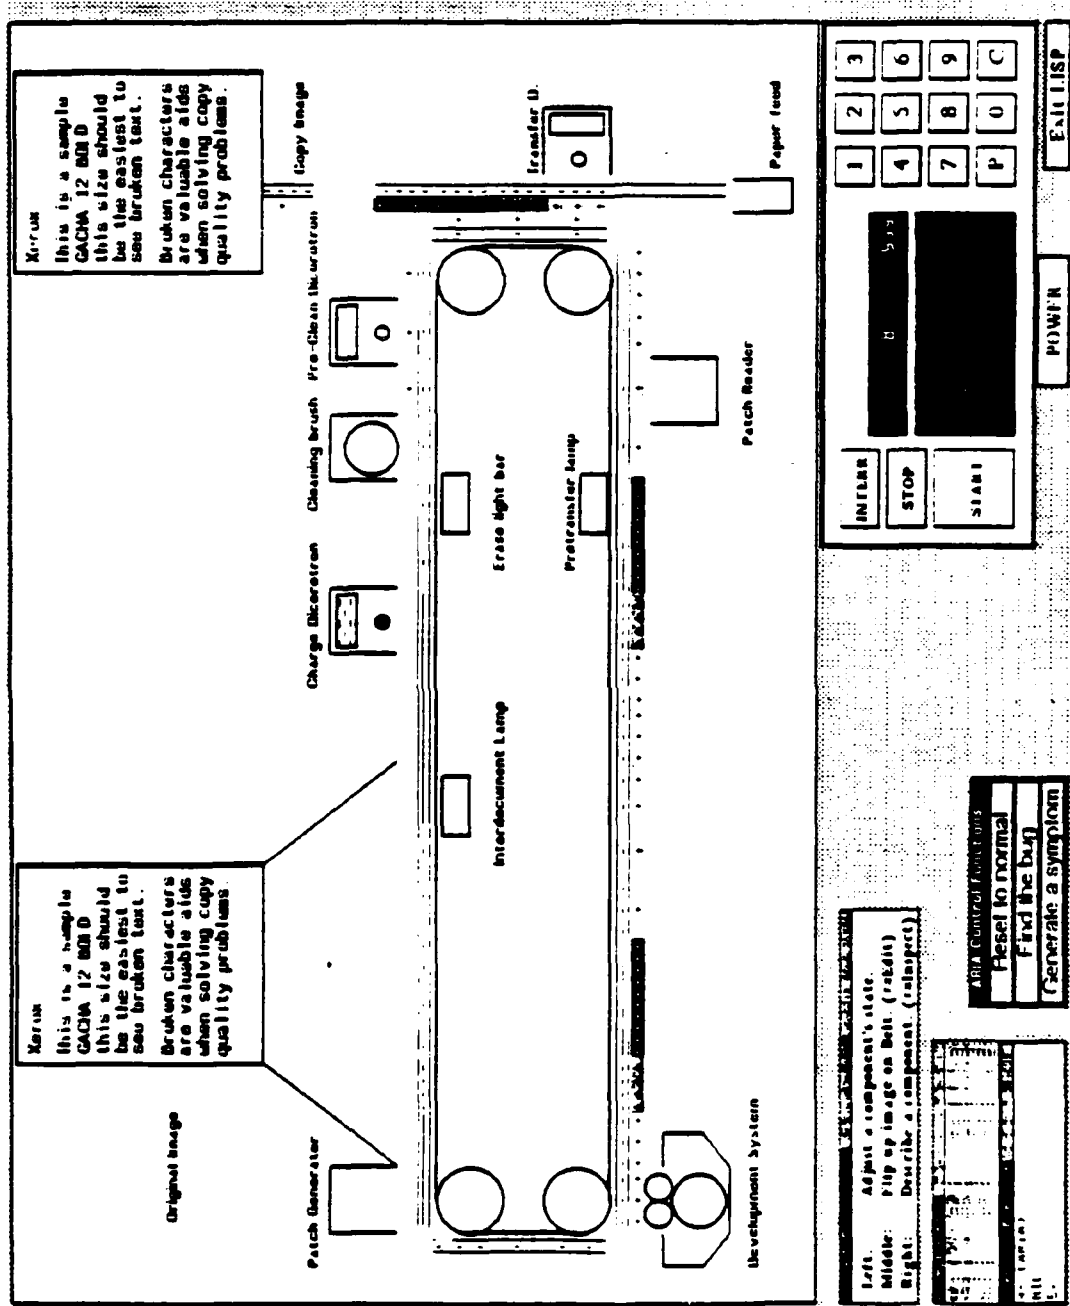 Xerox
This is a sample
GACHA 12 BOLD
this size should
be the easiest to
see broken text.
Broken characters
are valuable aids
when solving copy
quality problems.
Original Image
Xerox
This is a sample
GACHA 12 BOLD
this size should
be the easiest to
see broken text.
Broken characters
are valuable aids
when solving copy
quality problems.
Copy Image
Patch Generator
Charge Dicorotron
Cleaning brush
Pre-Clean Dicorotron
Transfer D.
Interdocument Lamp
Erase light bar
Pretransfer lamp
Development System
Patch Reader
Paper feed
INTERR
STOP
START
8
1 2 3
4 5 6
7 8 9
P 0 C
POWER
Exit LISP
Left: Adjust a component's state.
Middle: Flip up image on Belt. (->Edit)
Right: Describe a component. (->Inspect)
Reset to normal
Find the bug
Generate a symptom